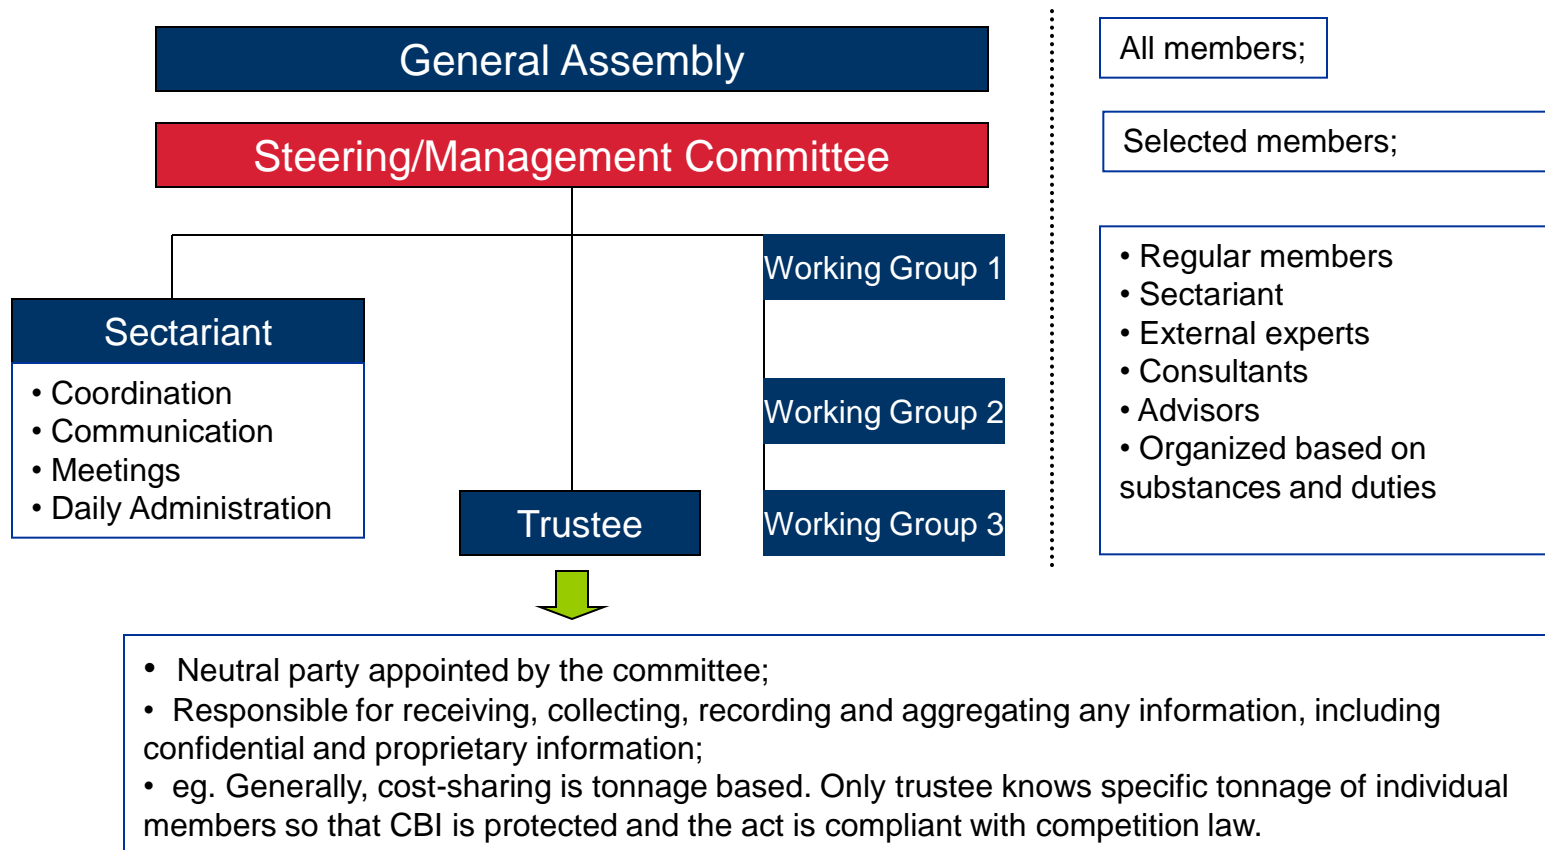 General Assembly
All members;
Steering/Management Committee
Selected members;
Working Group 1
Sectariant
• Coordination
• Communication
• Meetings
• Daily Administration
Working Group 2
Trustee
Working Group 3
• Regular members
• Sectariant
• External experts
• Consultants
• Advisors
• Organized based on
substances and duties
• Neutral party appointed by the committee;
• Responsible for receiving, collecting, recording and aggregating any information, including
confidential and proprietary information;
• eg. Generally, cost-sharing is tonnage based. Only trustee knows specific tonnage of individual
members so that CBI is protected and the act is compliant with competition law.